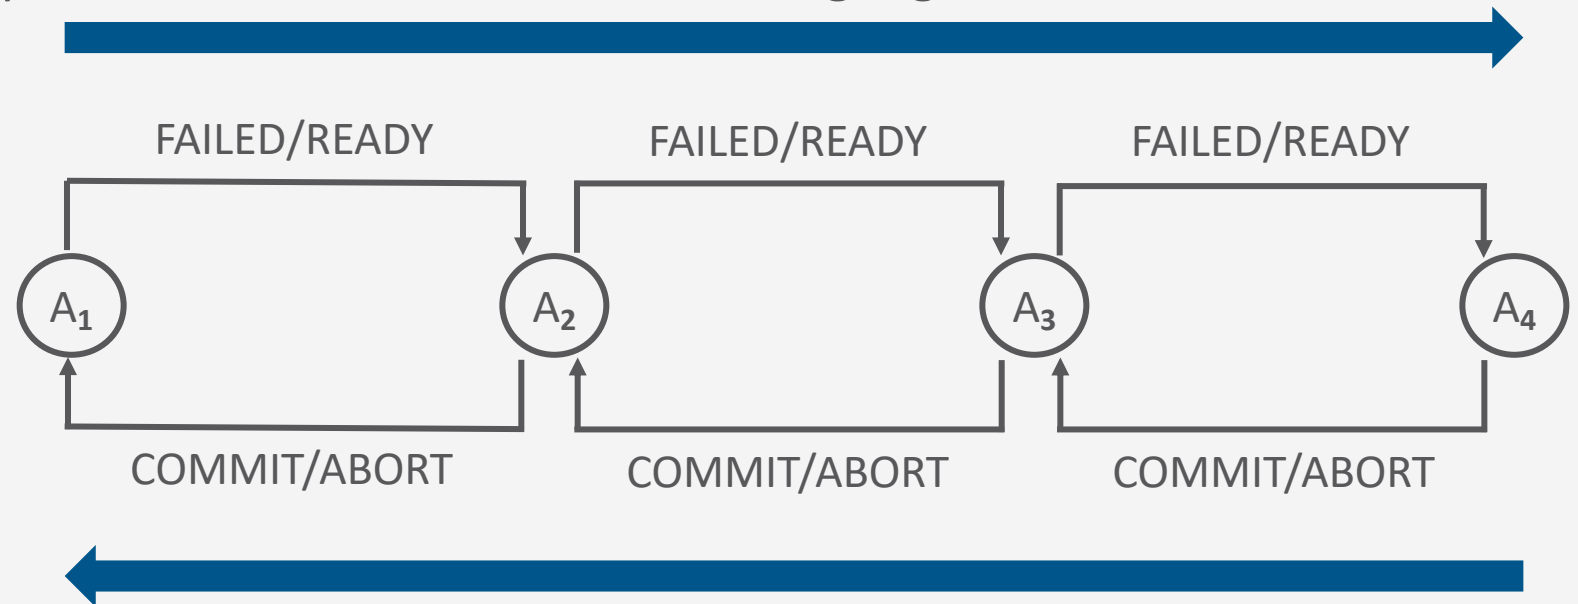 FAILED/READY FAILED/READY FAILED/READY
A1 A2 A3 A4
COMMIT/ABORT COMMIT/ABORT COMMIT/ABORT